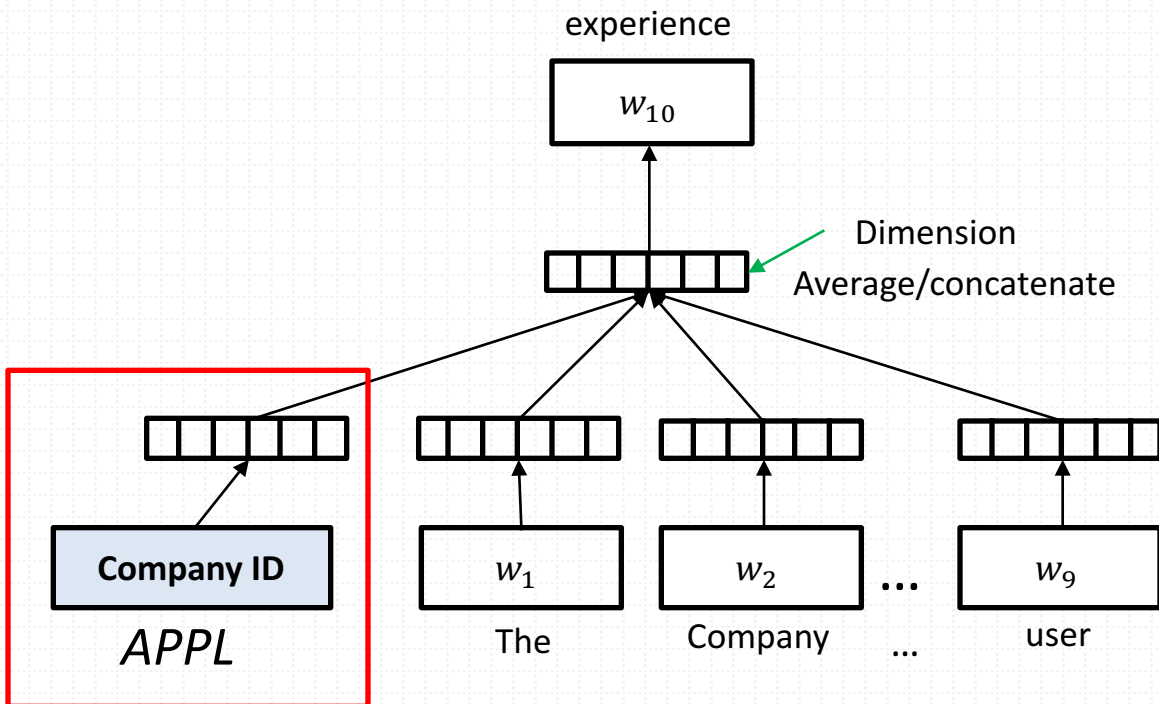 experience
w₁₀
Dimension
Average/concatenate
Company ID
w₁
w₂
...
w₉
APPL
The
Company
...
user